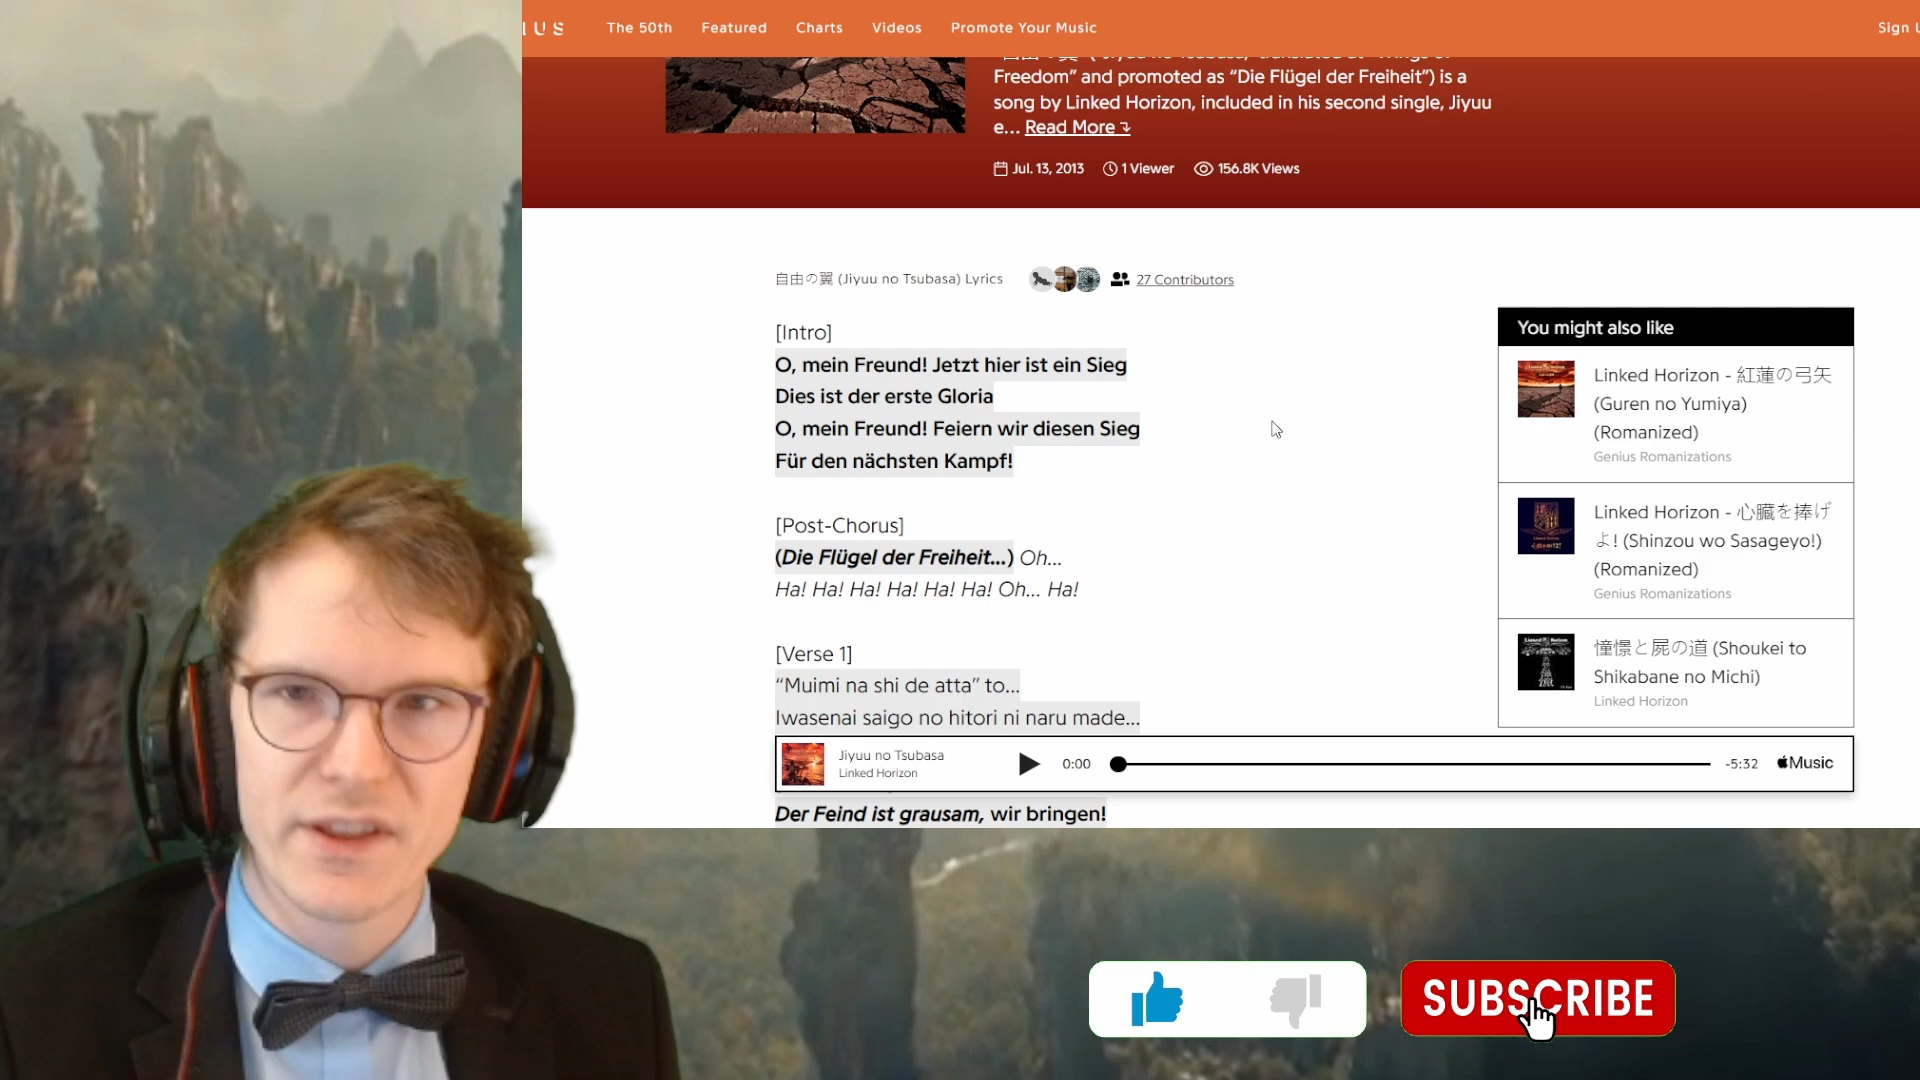 IUS The 50th Featured Charts Videos Promote Your Music Sign U
Freedom” and promoted as “Die Flügel der Freiheit”) is a
song by Linked Horizon, included in his second single, Jiyuu
e... Read More
Jul. 13, 2013 1 Viewer 156.8K Views
自由の翼 (Jiyuu no Tsubasa) Lyrics 27 Contributors
[Intro]
O, mein Freund! Jetzt hier ist ein Sieg
Dies ist der erste Gloria
O, mein Freund! Feiern wir diesen Sieg
Für den nächsten Kampf!
[Post-Chorus]
(Die Flügel der Freiheit...) Oh...
Ha! Ha! Ha! Ha! Ha! Ha! Oh... Ha!
[Verse 1]
“Muimi na shi de atta” to...
Iwasenai saigo no hitori ni naru made...
Der Feind ist grausam, wir bringen!
Jiyuu no Tsubasa
Linked Horizon
0:00 -5:32 Music
You might also like
Linked Horizon - 紅蓮の弓矢
(Guren no Yumiya)
(Romanized)
Genius Romanizations
Linked Horizon - 心臓を捧げ
よ! (Shinzou wo Sasageyo!)
(Romanized)
Genius Romanizations
憧憬と屍の道 (Shoukei to
Shikabane no Michi)
Linked Horizon
SUBSCRIBE